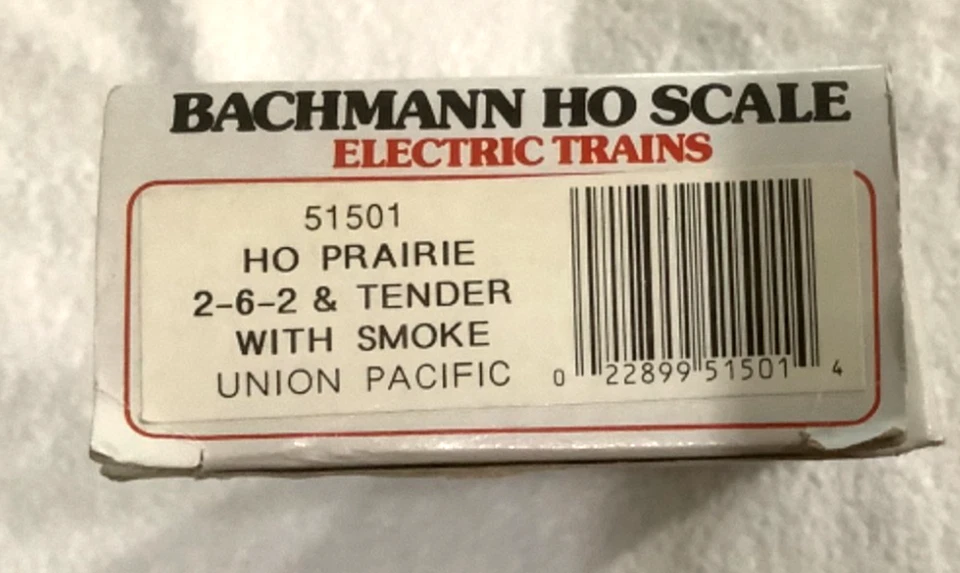 BACHMANN HO SCALE
ELECTRIC TRAINS
51501
HO PRAIRIE
2-6-2 & TENDER
WITH SMOKE
UNION PACIFIC
0 22899 51501 4